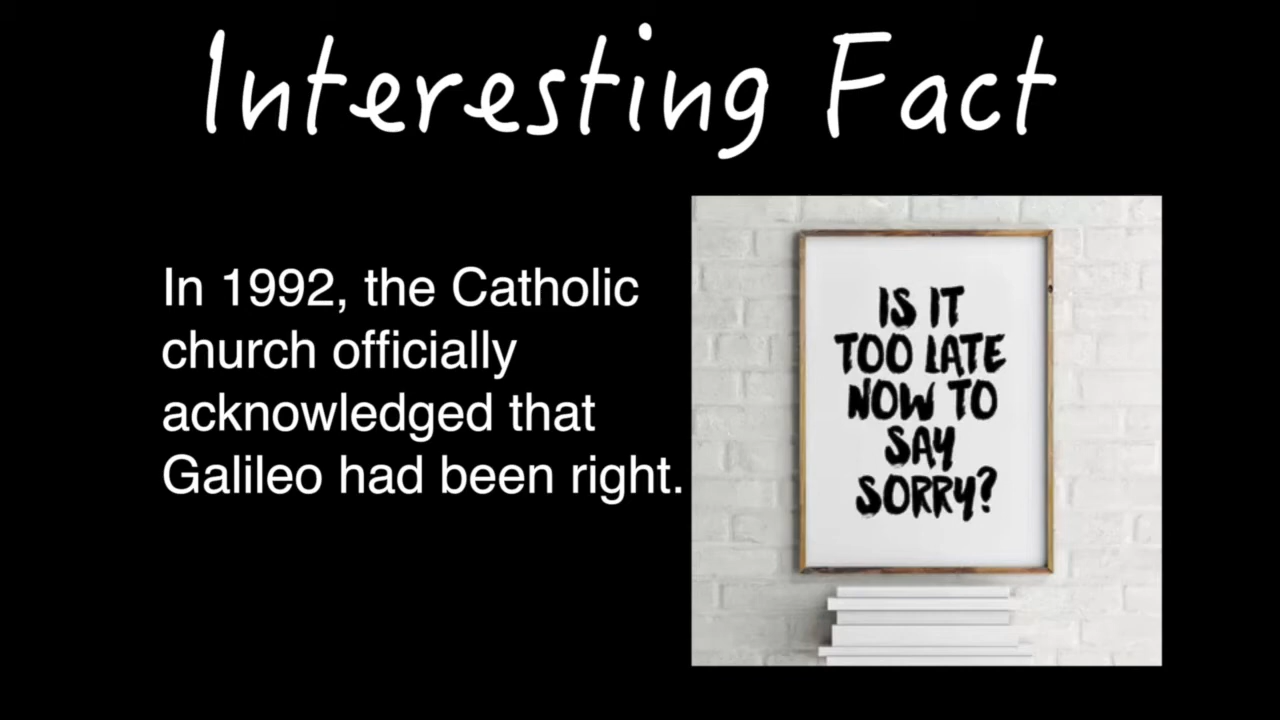 Interesting Fact
In 1992, the Catholic
church officially
acknowledged that
Galileo had been right.
IS IT
TOO LATE
NOW TO
SAY
SORRY?